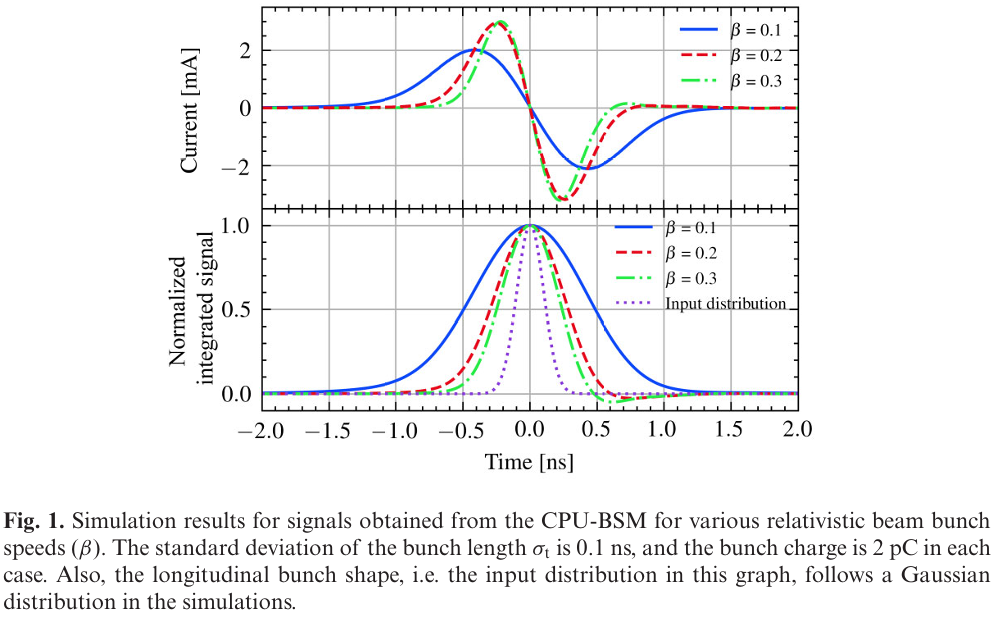 Current [mA]
2
0
−2
β = 0.1
β = 0.2
β = 0.3
Normalized
integrated signal
1.0
0.5
0.0
β = 0.1
β = 0.2
β = 0.3
Input distribution
−2.0 −1.5 −1.0 −0.5 0.0 0.5 1.0 1.5 2.0
Time [ns]
Fig. 1. Simulation results for signals obtained from the CPU-BSM for various relativistic beam bunch
speeds (β). The standard deviation of the bunch length σt is 0.1 ns, and the bunch charge is 2 pC in each
case. Also, the longitudinal bunch shape, i.e. the input distribution in this graph, follows a Gaussian
distribution in the simulations.